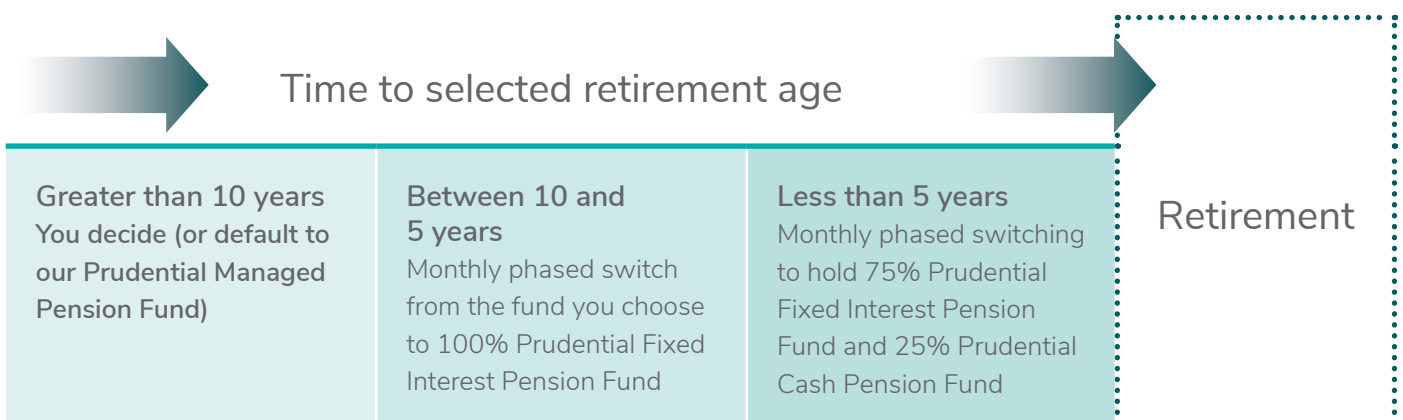 Time to selected retirement age
Greater than 10 years
You decide (or default to
our Prudential Managed
Pension Fund)
Between 10 and
5 years
Monthly phased switch
from the fund you choose
to 100% Prudential Fixed
Interest Pension Fund
Less than 5 years
Monthly phased switching
to hold 75% Prudential
Fixed Interest Pension
Fund and 25% Prudential
Cash Pension Fund
Retirement